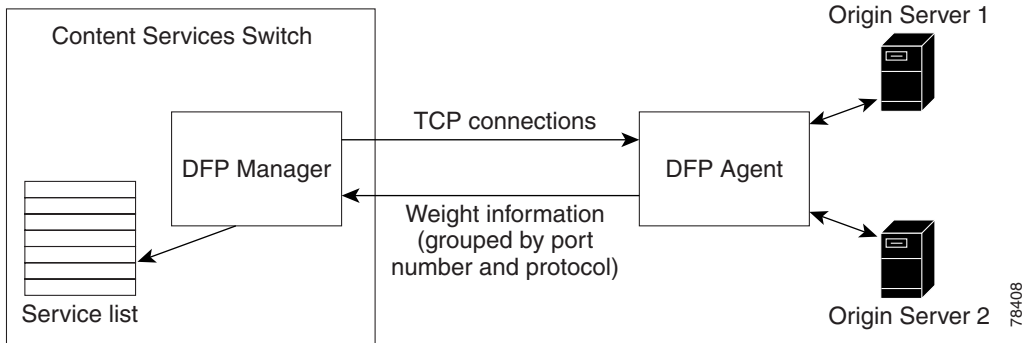 Content Services Switch
DFP Manager
Service list
TCP connections
Weight information
(grouped by port
number and protocol)
DFP Agent
Origin Server 1
Origin Server 2
78408